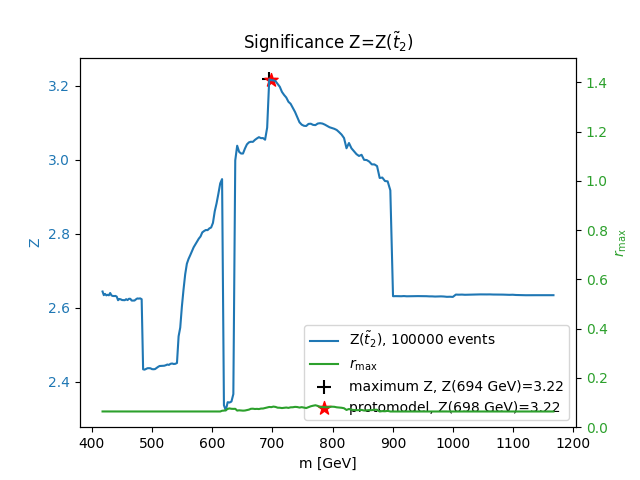 Significance Z=Z(t̃₂)
3.2
3.0
2.8
2.6
2.4
Z
1.4
1.2
1.0
0.8
0.6
0.4
0.2
0.0
r_max
Z(t̃₂), 100000 events
r_max
maximum Z, Z(694 GeV)=3.22
protomodel, Z(698 GeV)=3.22
400 500 600 700 800 900 1000 1100 1200
m [GeV]